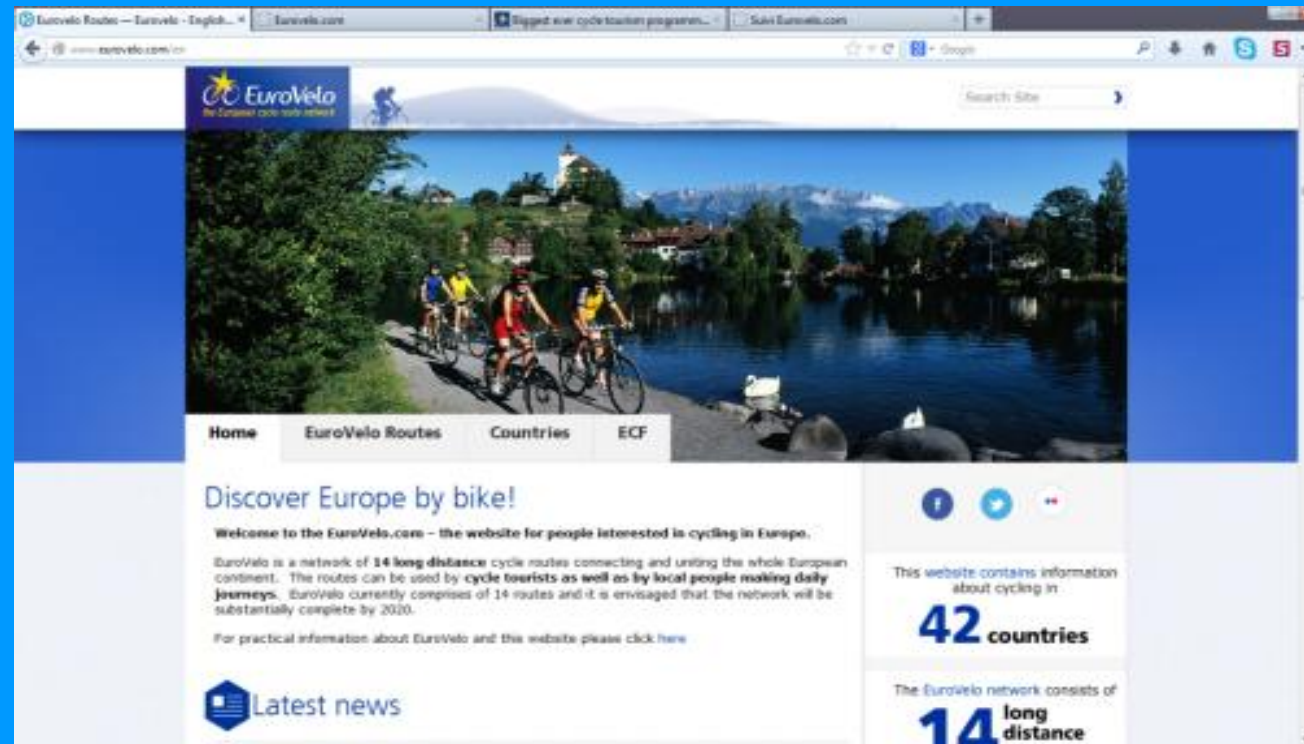 Eurovelo Routes — Eurovelo - English...
Eurovelo.com
Biggest ever cycle tourism programm...
Suivi Eurovelo.com
www.eurovelo.com/en
Google
EuroVelo
the European cycle route network
Search Site
Home
EuroVelo Routes
Countries
ECF
Discover Europe by bike!
Welcome to the EuroVelo.com – the website for people interested in cycling in Europe.
EuroVelo is a network of 14 long distance cycle routes connecting and uniting the whole European
continent. The routes can be used by cycle tourists as well as by local people making daily
journeys. EuroVelo currently comprises of 14 routes and it is envisaged that the network will be
substantially complete by 2020.
For practical information about EuroVelo and this website please click here
Latest news
This website contains information
about cycling in
42 countries
The EuroVelo network consists of
14 long
distance